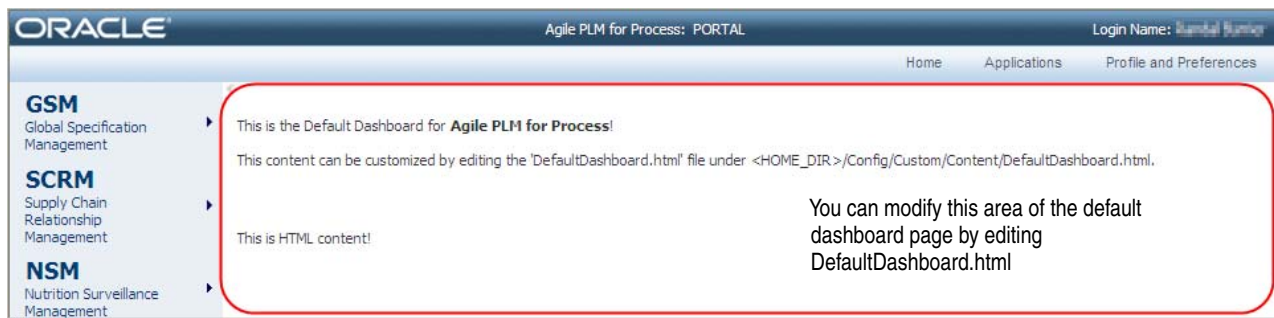 ORACLE
Agile PLM for Process: PORTAL
Login Name:
Home Applications Profile and Preferences
GSM
Global Specification
Management
SCRM
Supply Chain
Relationship
Management
NSM
Nutrition Surveillance
Management
This is the Default Dashboard for Agile PLM for Process!
This content can be customized by editing the 'DefaultDashboard.html' file under <HOME_DIR>/Config/Custom/Content/DefaultDashboard.html.
This is HTML content!
You can modify this area of the default
dashboard page by editing
DefaultDashboard.html